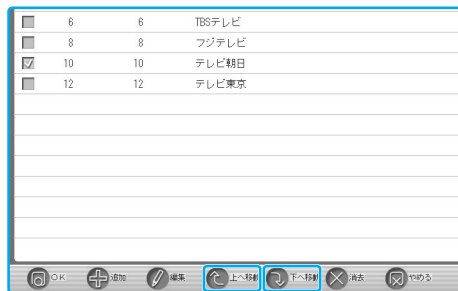 6 6 TBSテレビ
8 8 フジテレビ
10 10 テレビ朝日
12 12 テレビ東京
OK 追加 編集 上へ移動 下へ移動 消去 やめる